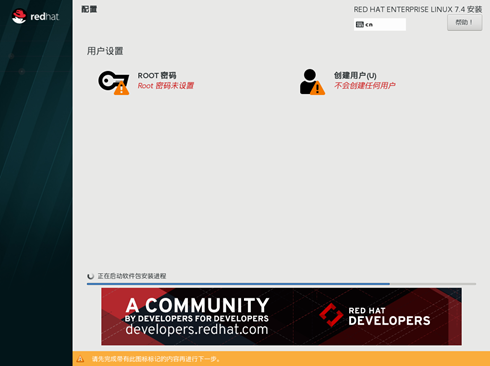 redhat
配置
RED HAT ENTERPRISE LINUX 7.4 安装
cn
帮助！
用户设置
ROOT 密码
Root 密码未设置
创建用户(U)
不会创建任何用户
正在启动软件包安装进程
A COMMUNITY
BY DEVELOPERS FOR DEVELOPERS
developers.redhat.com
RED HAT
DEVELOPERS
请先完成带有此图标标记的内容再进行下一步。